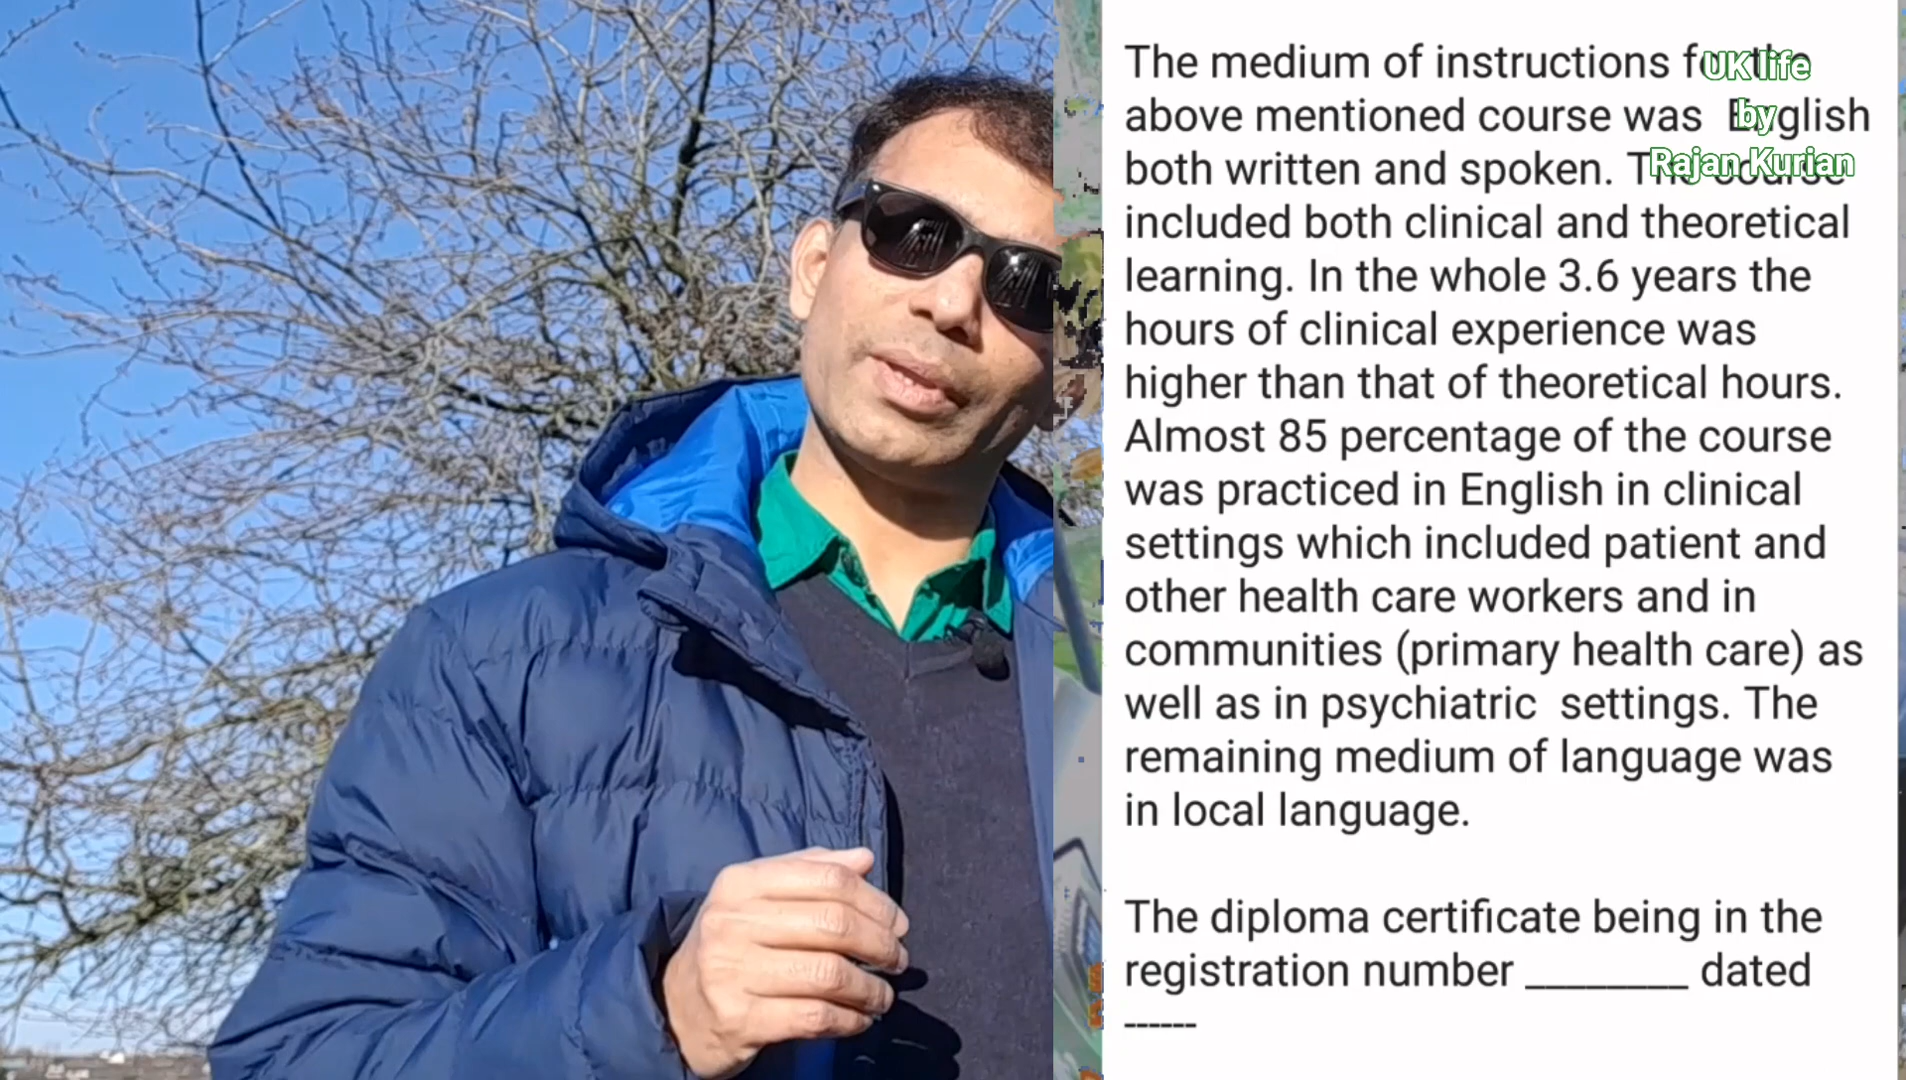 The medium of instructions for the
above mentioned course was English
both written and spoken. The course
included both clinical and theoretical
learning. In the whole 3.6 years the
hours of clinical experience was
higher than that of theoretical hours.
Almost 85 percentage of the course
was practiced in English in clinical
settings which included patient and
other health care workers and in
communities (primary health care) as
well as in psychiatric settings. The
remaining medium of language was
in local language.
The diploma certificate being in the
registration number ________ dated
------
UK life
by
Rajan Kurian